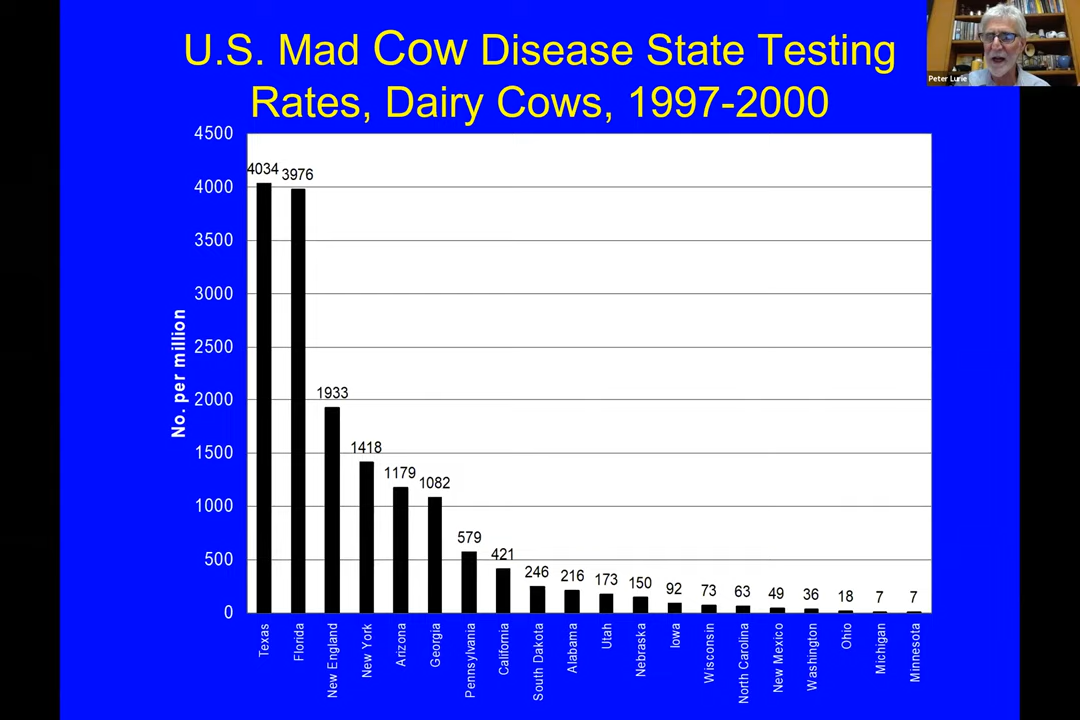 U.S. Mad Cow Disease State Testing
Rates, Dairy Cows, 1997-2000
Peter Lurie
No. per million
4500
4000
3500
3000
2500
2000
1500
1000
500
0
4034
3976
1933
1418
1179
1082
579
421
246
216
173
150
92
73
63
49
36
18
7
7
Texas
Florida
New England
New York
Arizona
Georgia
Pennsylvania
California
South Dakota
Alabama
Utah
Nebraska
Iowa
Wisconsin
North Carolina
New Mexico
Washington
Ohio
Michigan
Minnesota